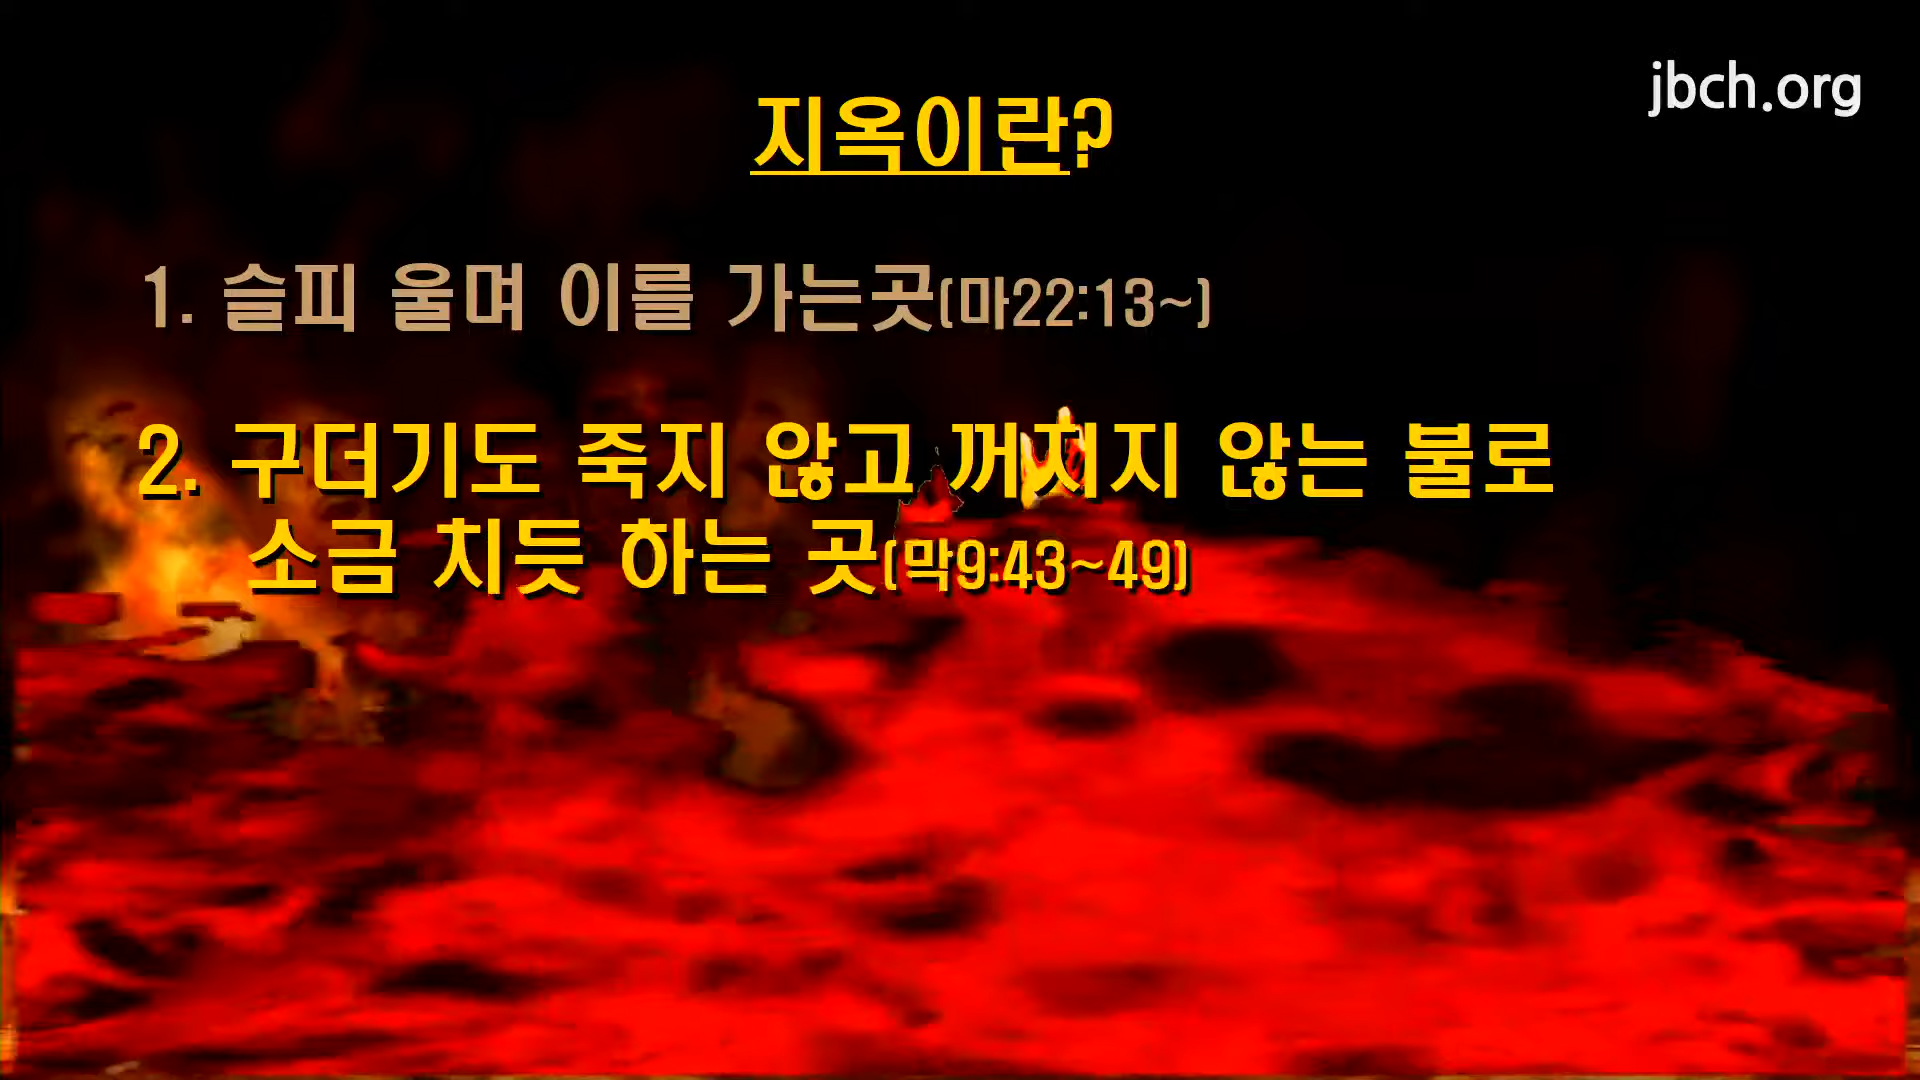 jbch.org
지옥이란?
1. 슬피 울며 이를 가는곳(마22:13~)
2. 구더기도 죽지 않고 꺼지지 않는 불로
소금 치듯 하는 곳(막9:43~49)